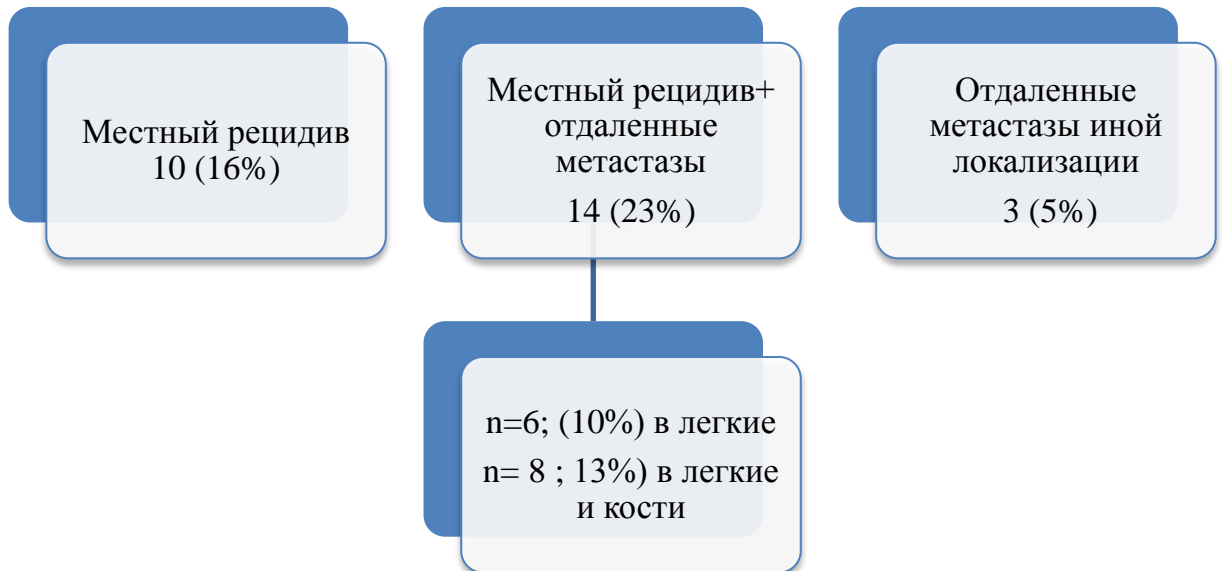 Местный рецидив
10 (16%)
Местный рецидив+
отдаленные
метастазы
14 (23%)
Отдаленные
метастазы иной
локализации
3 (5%)
n=6; (10%) в легкие
n= 8 ; 13%) в легкие
и кости